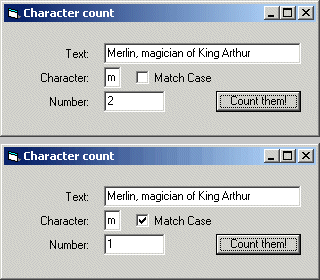 Character count
Text: Merlin, magician of King Arthur
Character: m Match Case
Number: 2 Count them!
Character count
Text: Merlin, magician of King Arthur
Character: m Match Case
Number: 1 Count them!